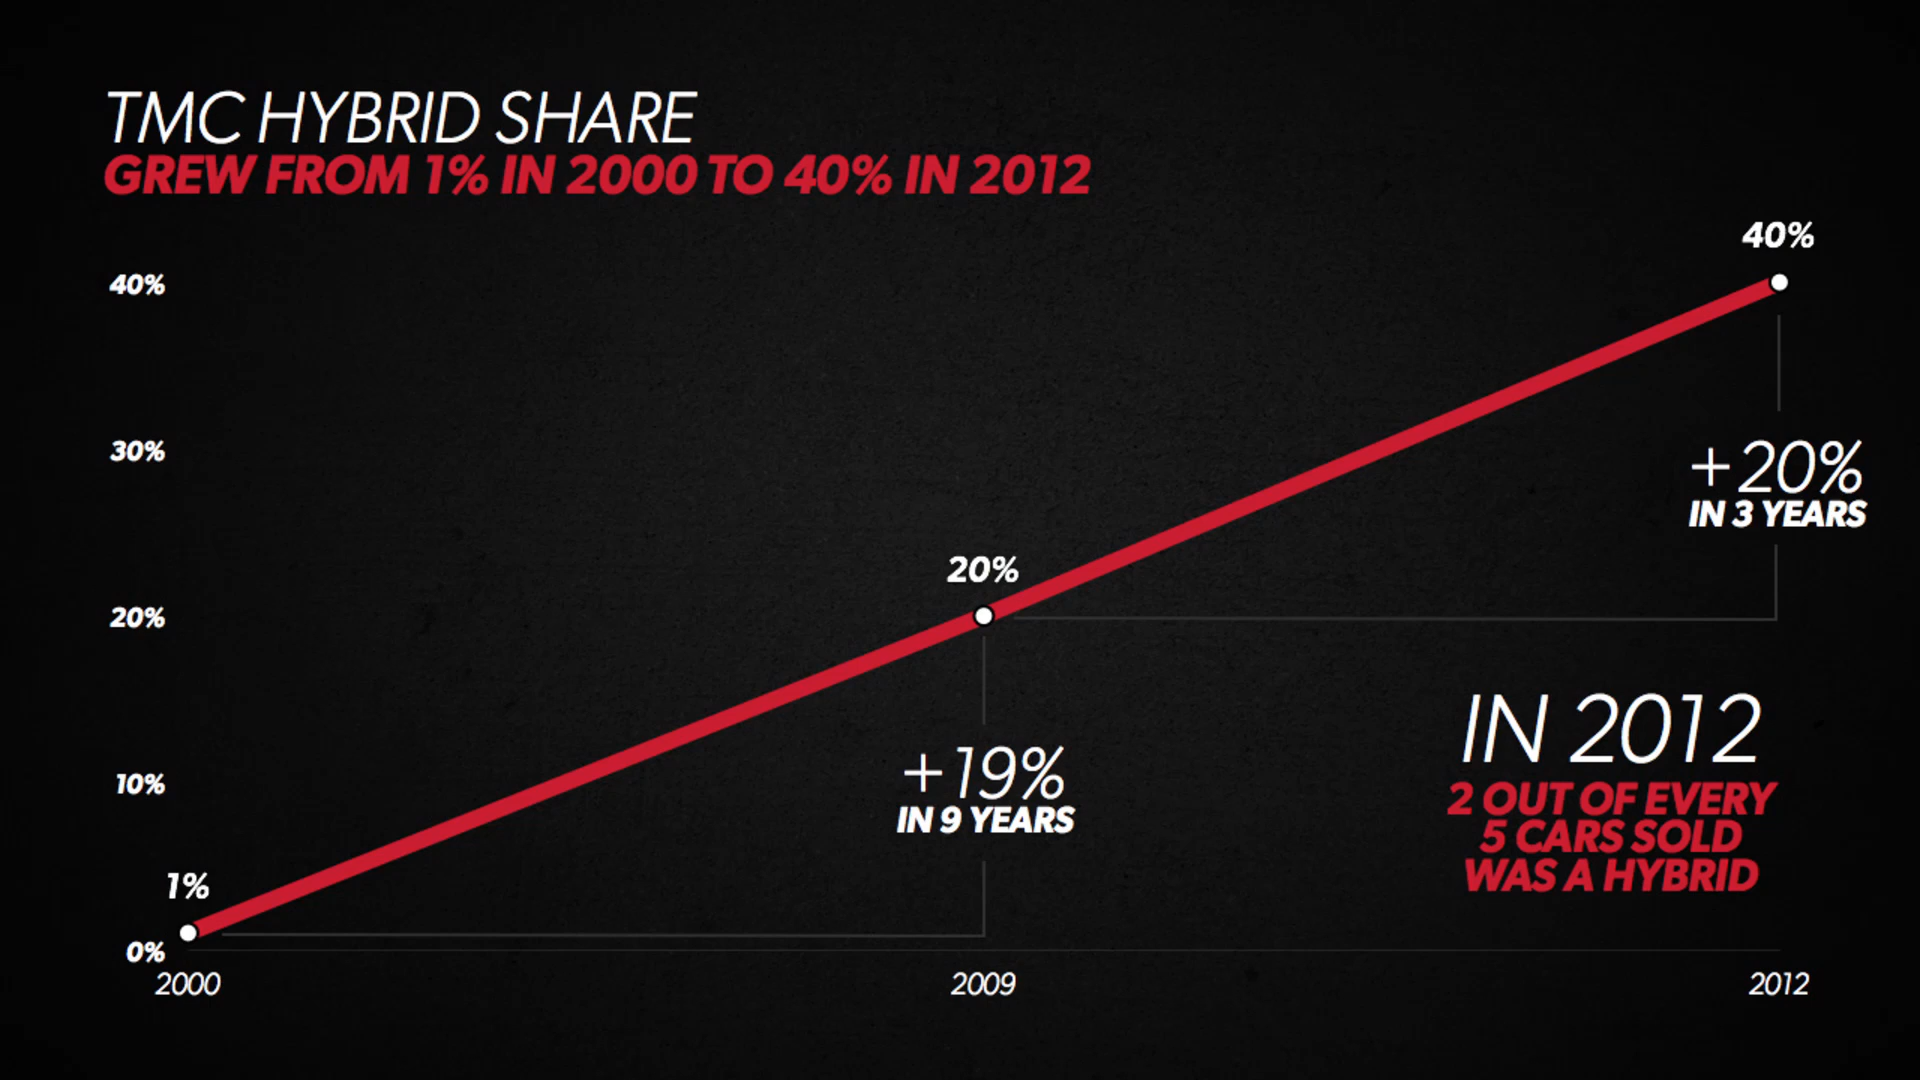 TMC HYBRID SHARE
GREW FROM 1% IN 2000 TO 40% IN 2012
40%
40%
30%
+20%
IN 3 YEARS
20%
20%
IN 2012
2 OUT OF EVERY
5 CARS SOLD
WAS A HYBRID
10%
+19%
IN 9 YEARS
1%
0%
2000
2009
2012